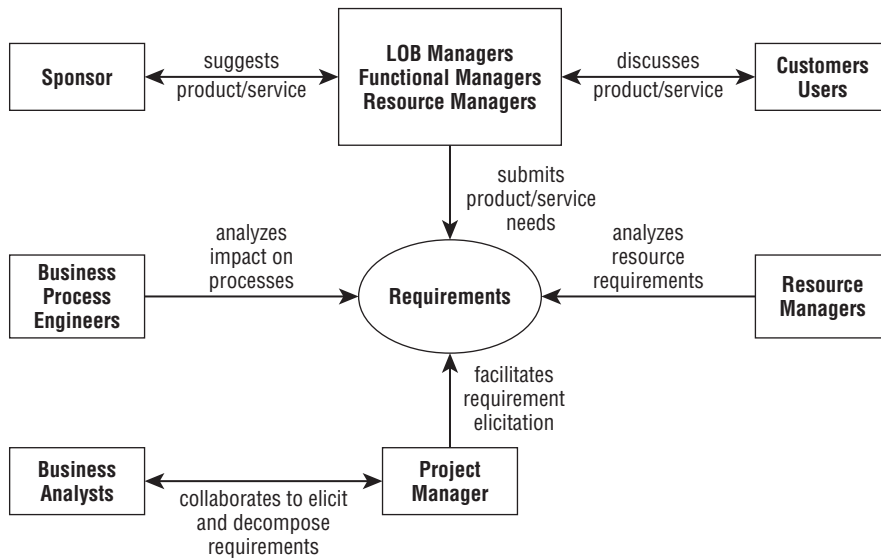 Sponsor
suggests
product/service
LOB Managers
Functional Managers
Resource Managers
discusses
product/service
Customers
Users
submits
product/service
needs
Business
Process
Engineers
analyzes
impact on
processes
Requirements
analyzes
resource
requirements
Resource
Managers
facilitates
requirement
elicitation
Business
Analysts
collaborates to elicit
and decompose
requirements
Project
Manager